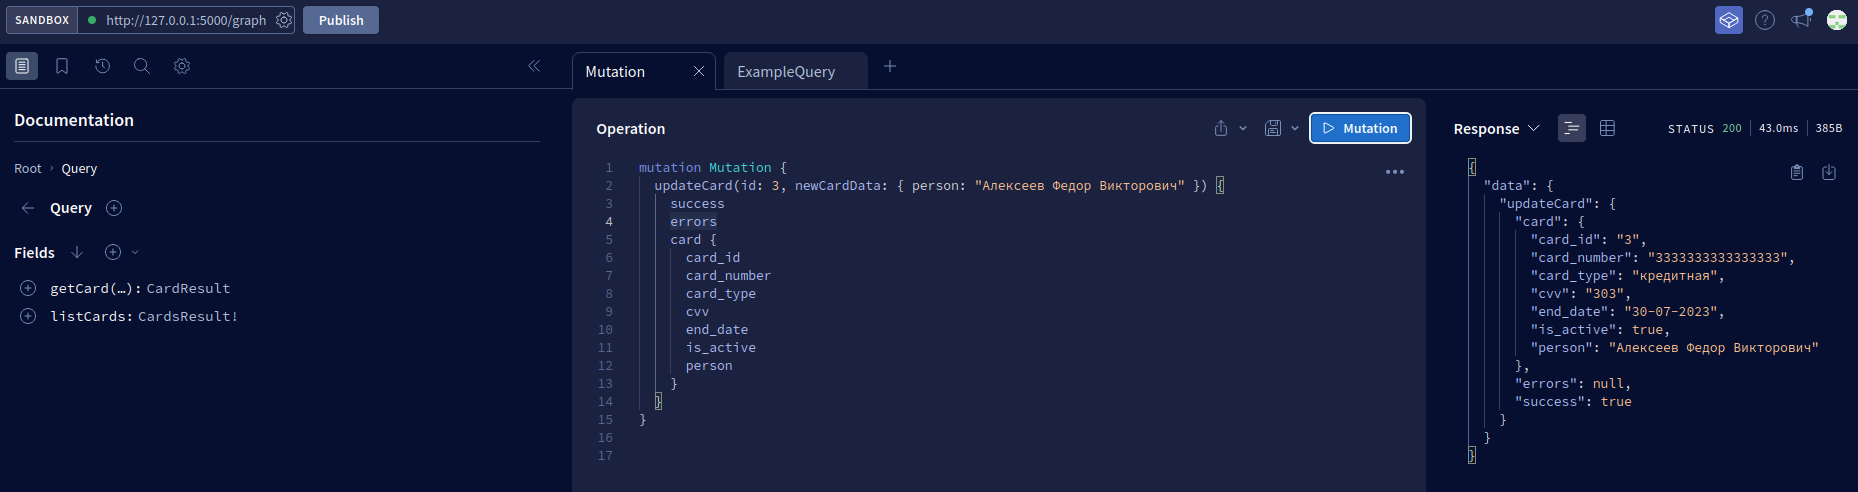 SANDBOX http://127.0.0.1:5000/graph Publish
Mutation ExampleQuery
Documentation
Root › Query
Query
Fields
getCard(…): CardResult
listCards: CardsResult!
Operation Mutation
1 mutation Mutation {
2 updateCard(id: 3, newCardData: { person: "Алексеев Федор Викторович" }) {
3 success
4 errors
5 card {
6 card_id
7 card_number
8 card_type
9 cvv
10 end_date
11 is_active
12 person
13 }
14 }
15 }
16
17
Response STATUS 200 43.0ms 385B
{
"data": {
"updateCard": {
"card": {
"card_id": "3",
"card_number": "3333333333333333",
"card_type": "кредитная",
"cvv": "303",
"end_date": "30-07-2023",
"is_active": true,
"person": "Алексеев Федор Викторович"
},
"errors": null,
"success": true
}
}
}